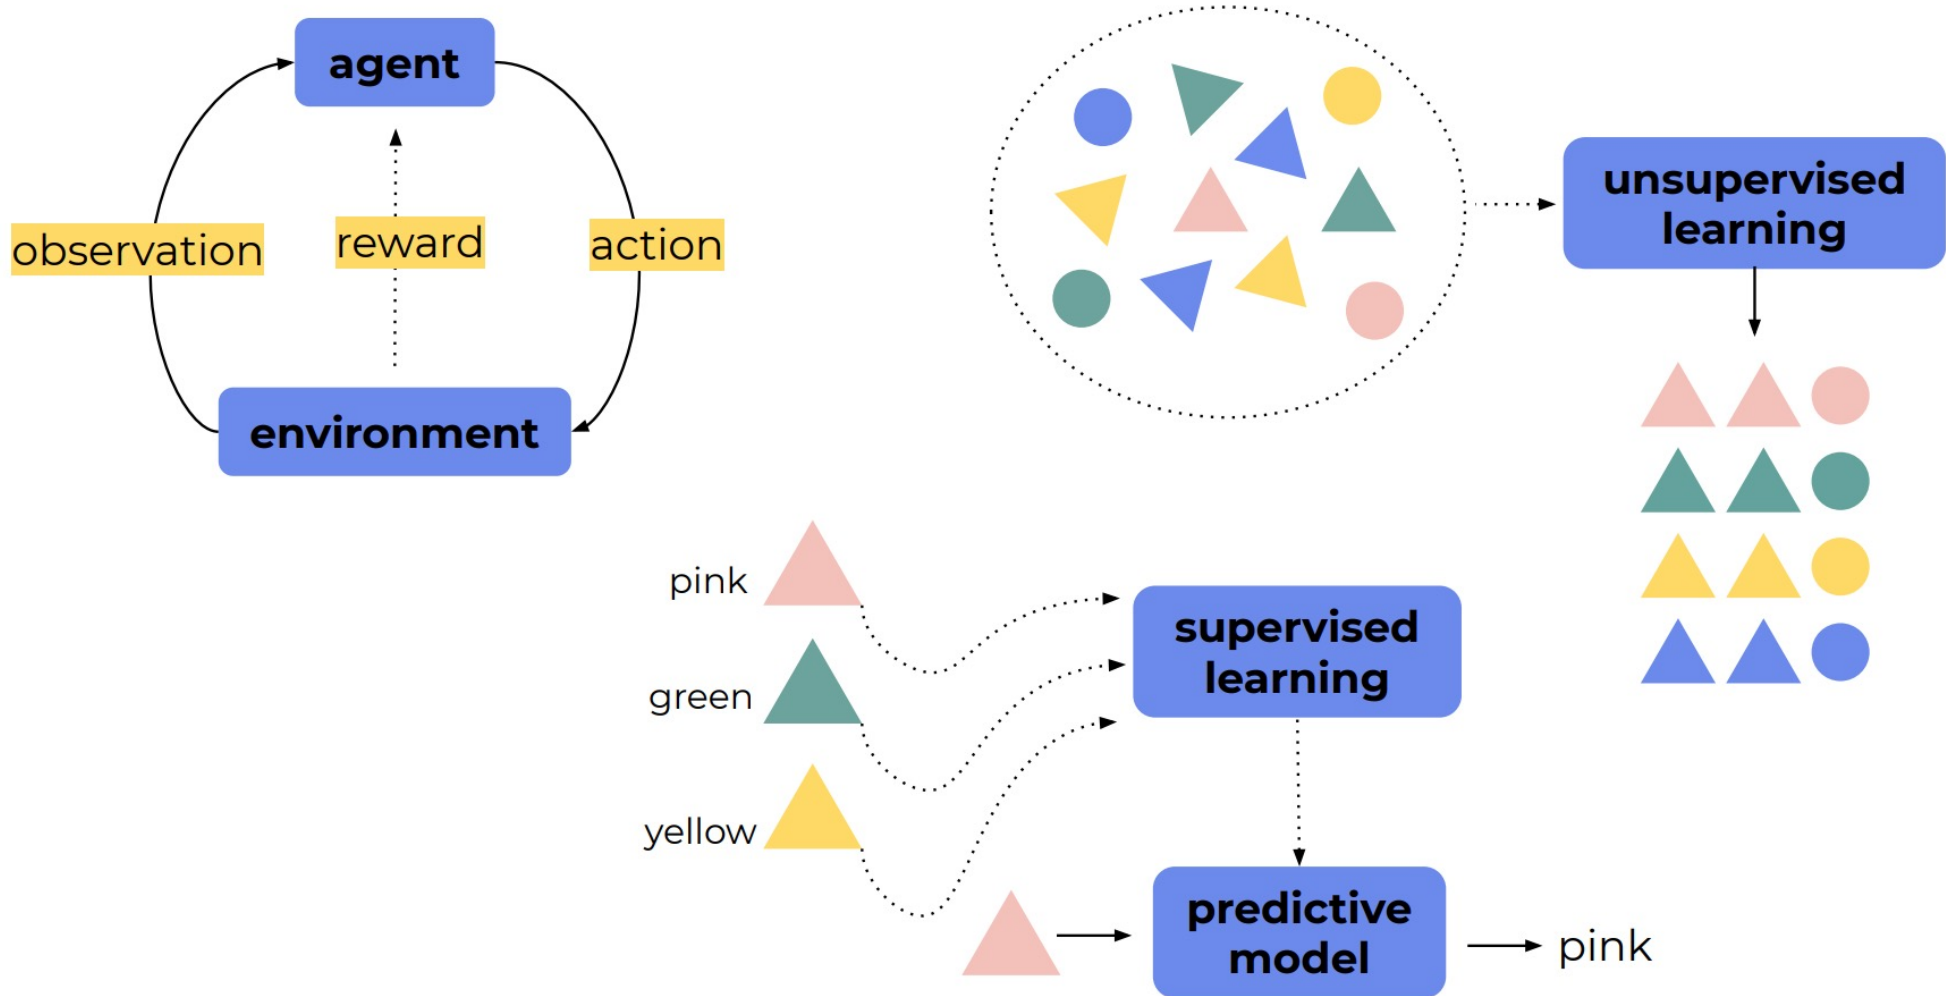 agent
observation
reward
action
environment
unsupervised
learning
pink
green
yellow
supervised
learning
predictive
model
pink